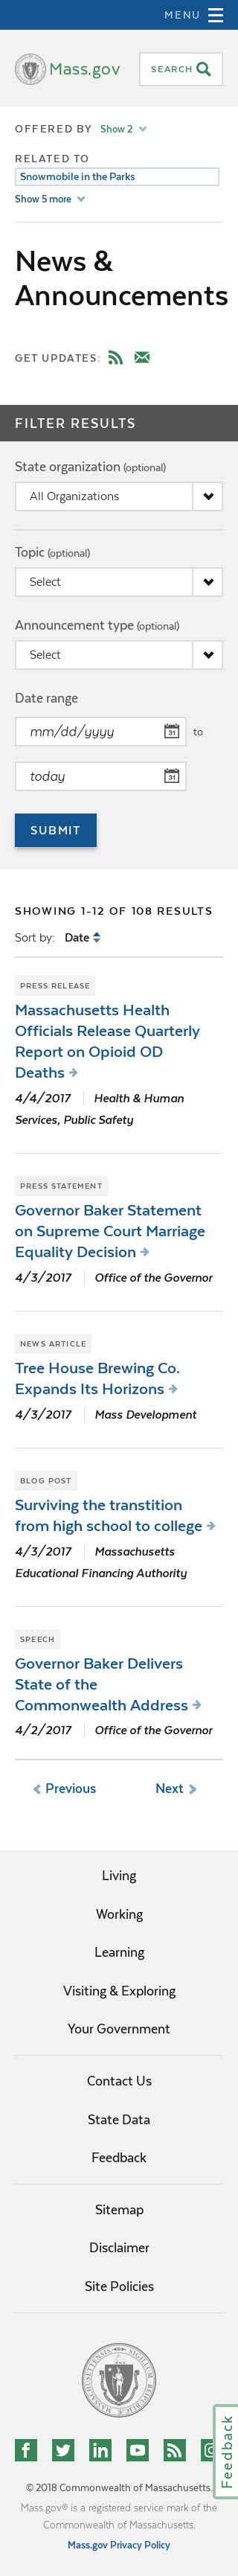 MENU
Mass.gov
SEARCH
OFFERED BY Show 2
RELATED TO
Snowmobile in the Parks
Show 5 more
News &
Announcements
GET UPDATES:
FILTER RESULTS
State organization (optional)
All Organizations
Topic (optional)
Select
Announcement type (optional)
Select
Date range
mm/dd/yyyy 31 to
today 31
SUBMIT
SHOWING 1-12 OF 108 RESULTS
Sort by: Date
PRESS RELEASE
Massachusetts Health
Officials Release Quarterly
Report on Opioid OD
Deaths
4/4/2017 Health & Human
Services, Public Safety
PRESS STATEMENT
Governor Baker Statement
on Supreme Court Marriage
Equality Decision
4/3/2017 Office of the Governor
NEWS ARTICLE
Tree House Brewing Co.
Expands Its Horizons
4/3/2017 Mass Development
BLOG POST
Surviving the transtition
from high school to college
4/3/2017 Massachusetts
Educational Financing Authority
SPEECH
Governor Baker Delivers
State of the
Commonwealth Address
4/2/2017 Office of the Governor
Previous Next
Living
Working
Learning
Visiting & Exploring
Your Government
Contact Us
State Data
Feedback
Sitemap
Disclaimer
Site Policies
Feedback
© 2018 Commonwealth of Massachusetts.
Mass.gov® is a registered service mark of the
Commonwealth of Massachusetts.
Mass.gov Privacy Policy